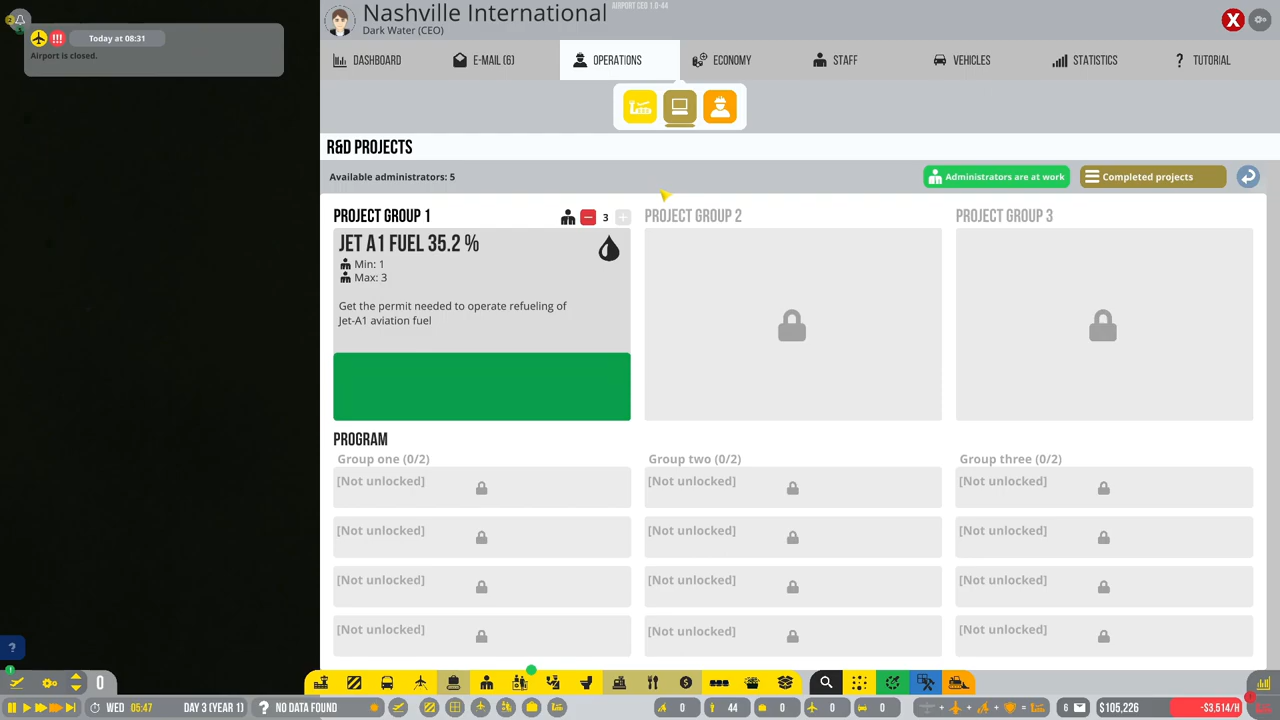 Nashville International
AIRPORT CEO 1.0-44
Dark Water (CEO)
2
!!! Today at 08:31
Airport is closed.
X
DASHBOARD
E-MAIL (6)
OPERATIONS
ECONOMY
STAFF
VEHICLES
STATISTICS
? TUTORIAL
R&D PROJECTS
Available administrators: 5
Administrators are at work
Completed projects
PROJECT GROUP 1
− 3 +
PROJECT GROUP 2
PROJECT GROUP 3
JET A1 FUEL 35.2 %
Min: 1
Max: 3
Get the permit needed to operate refueling of
Jet-A1 aviation fuel
PROGRAM
Group one (0/2)
Group two (0/2)
Group three (0/2)
[Not unlocked]
[Not unlocked]
[Not unlocked]
[Not unlocked]
[Not unlocked]
[Not unlocked]
[Not unlocked]
[Not unlocked]
[Not unlocked]
[Not unlocked]
[Not unlocked]
[Not unlocked]
?
!
0
WED 05:47
DAY 3 (YEAR 1)
? NO DATA FOUND
0
44
0
0
0
+ + + =
6
$105,226
-$3,514/H